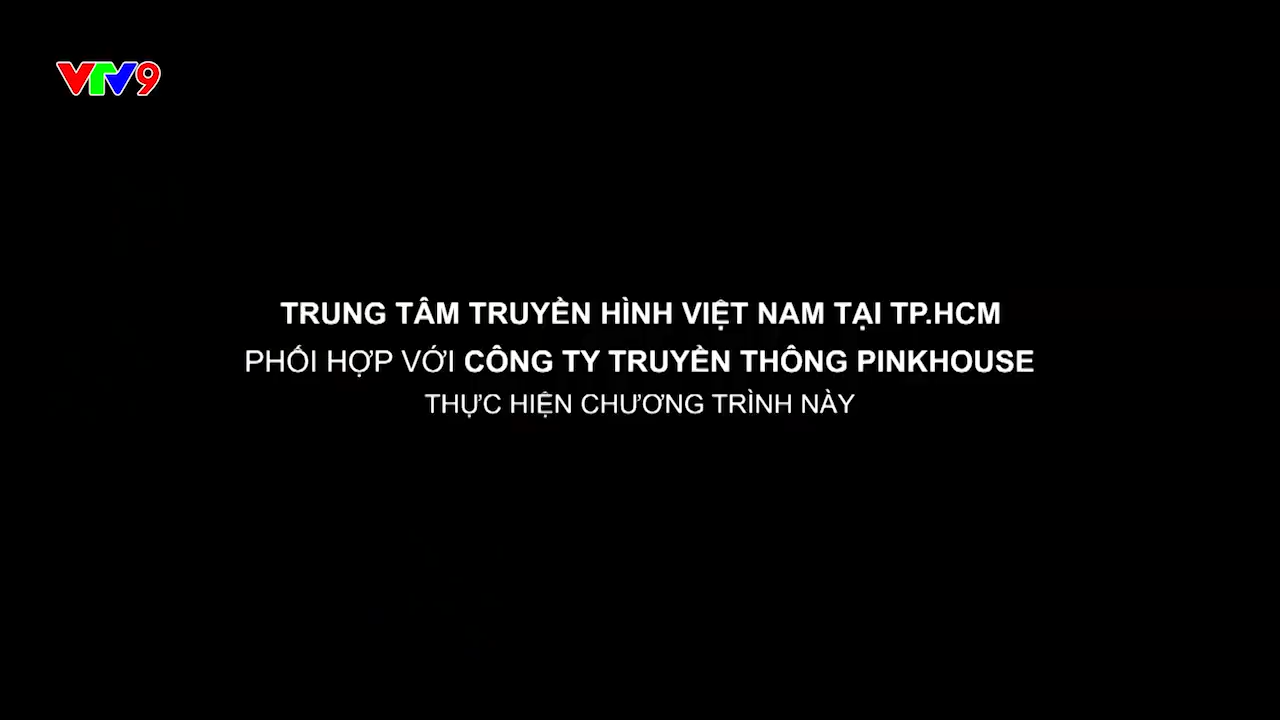 VTV9
TRUNG TÂM TRUYỀN HÌNH VIỆT NAM TẠI TP.HCM
PHỐI HỢP VỚI CÔNG TY TRUYỀN THÔNG PINKHOUSE
THỰC HIỆN CHƯƠNG TRÌNH NÀY